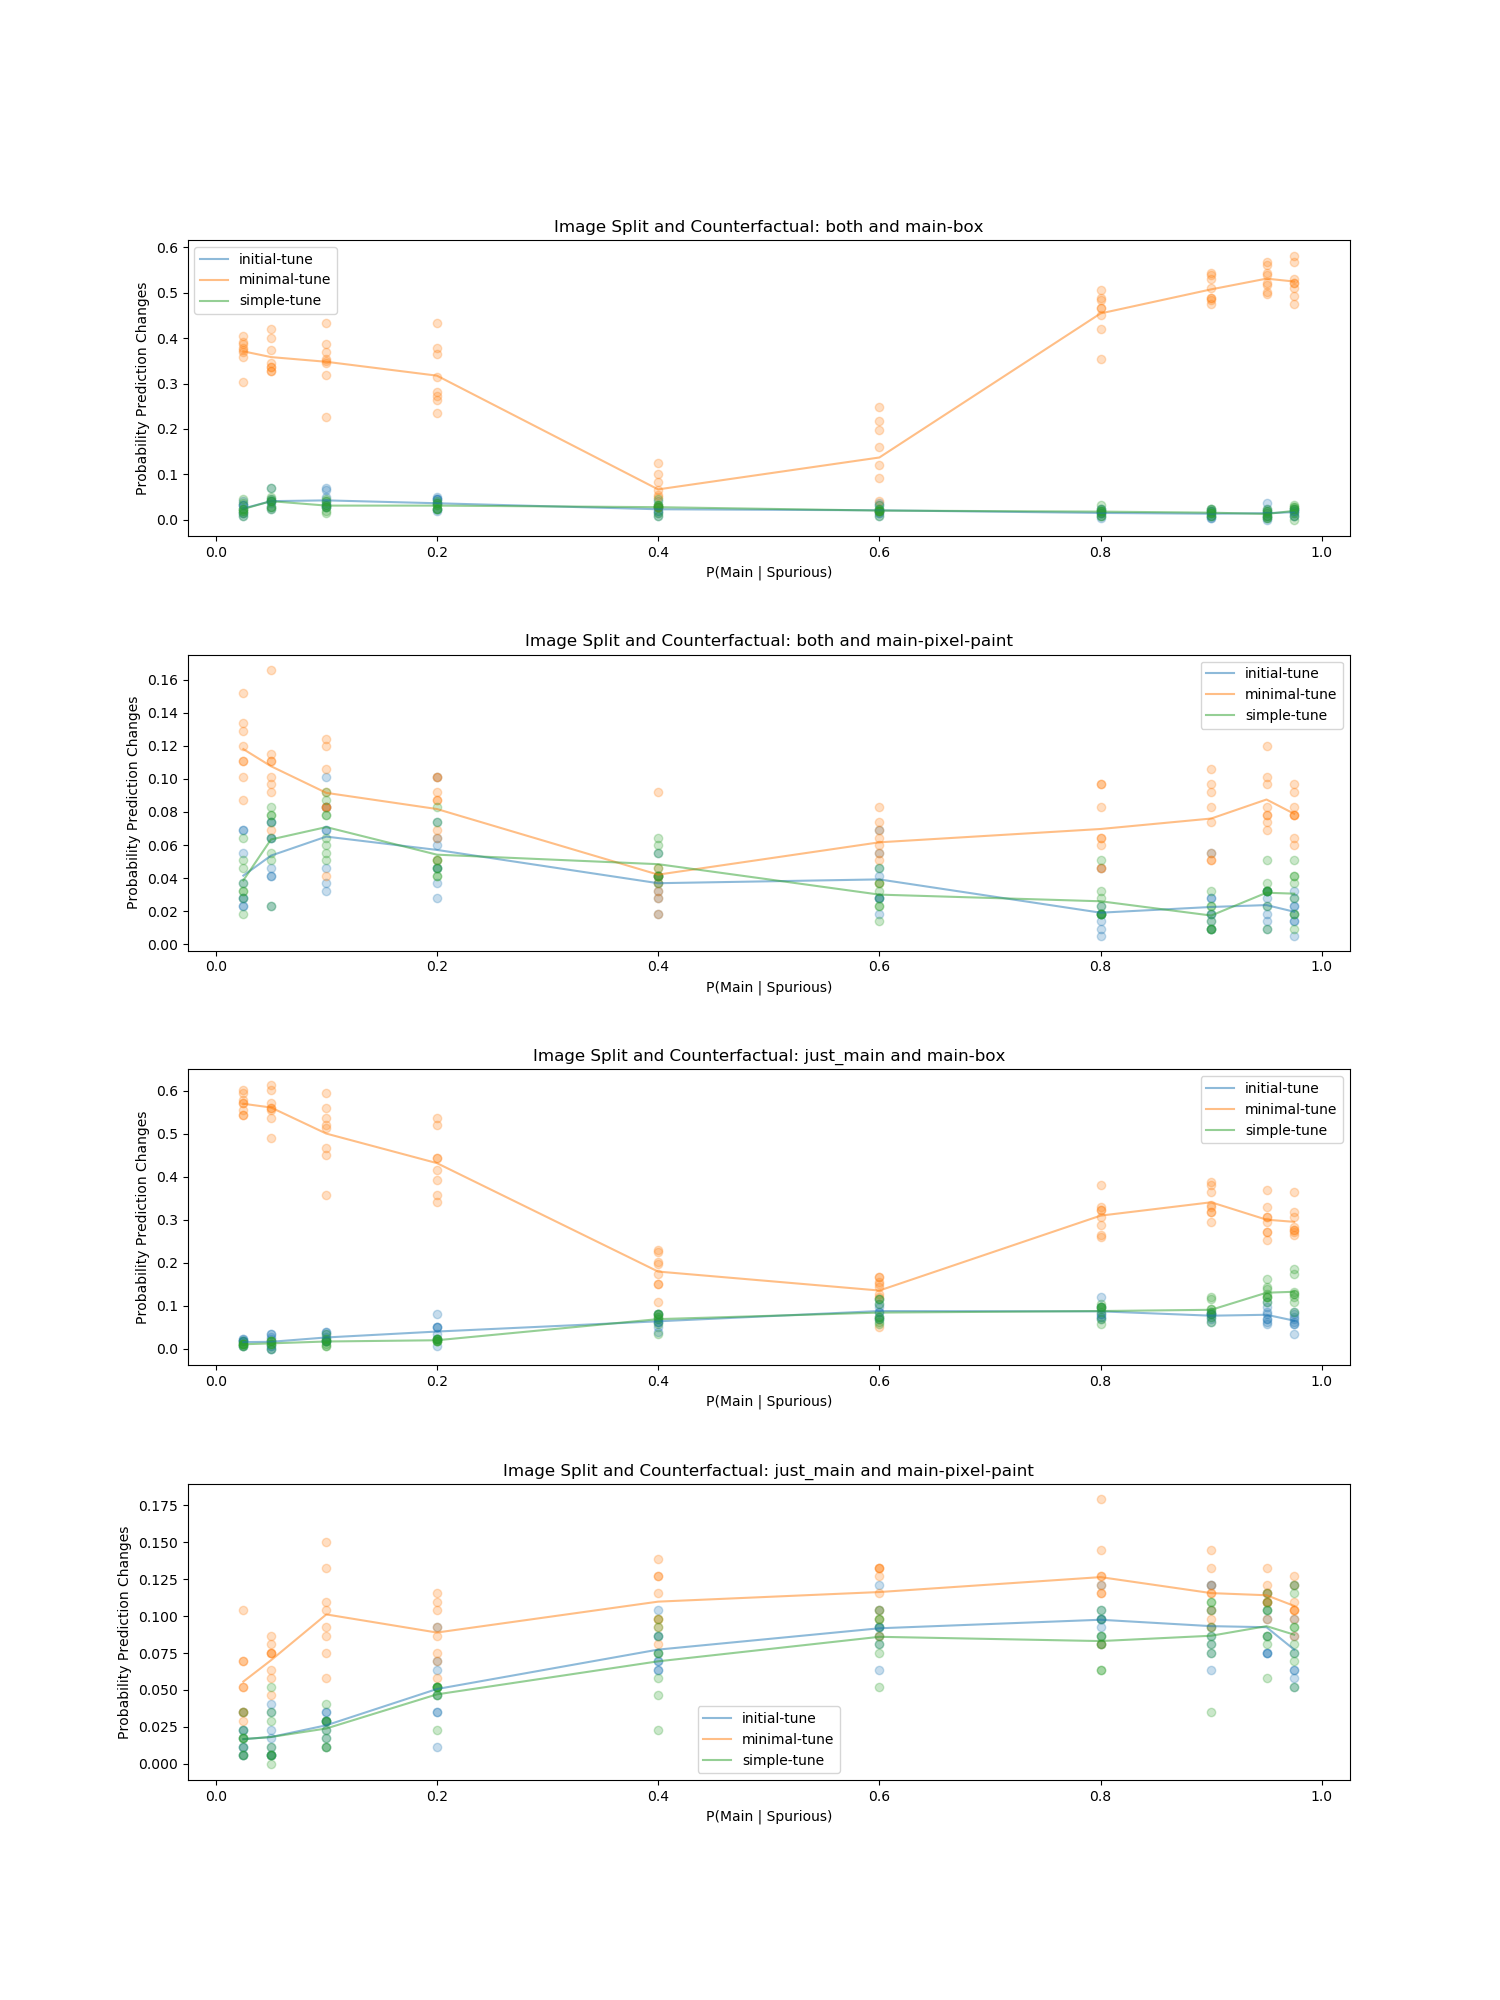 Image Split and Counterfactual: both and main-box
0.6
0.5
0.4
0.3
0.2
0.1
0.0
Probability Prediction Changes
initial-tune
minimal-tune
simple-tune
0.0 0.2 0.4 0.6 0.8 1.0
P(Main | Spurious)
Image Split and Counterfactual: both and main-pixel-paint
0.16
0.14
0.12
0.10
0.08
0.06
0.04
0.02
0.00
Probability Prediction Changes
initial-tune
minimal-tune
simple-tune
0.0 0.2 0.4 0.6 0.8 1.0
P(Main | Spurious)
Image Split and Counterfactual: just_main and main-box
0.6
0.5
0.4
0.3
0.2
0.1
0.0
Probability Prediction Changes
initial-tune
minimal-tune
simple-tune
0.0 0.2 0.4 0.6 0.8 1.0
P(Main | Spurious)
Image Split and Counterfactual: just_main and main-pixel-paint
0.175
0.150
0.125
0.100
0.075
0.050
0.025
0.000
Probability Prediction Changes
initial-tune
minimal-tune
simple-tune
0.0 0.2 0.4 0.6 0.8 1.0
P(Main | Spurious)